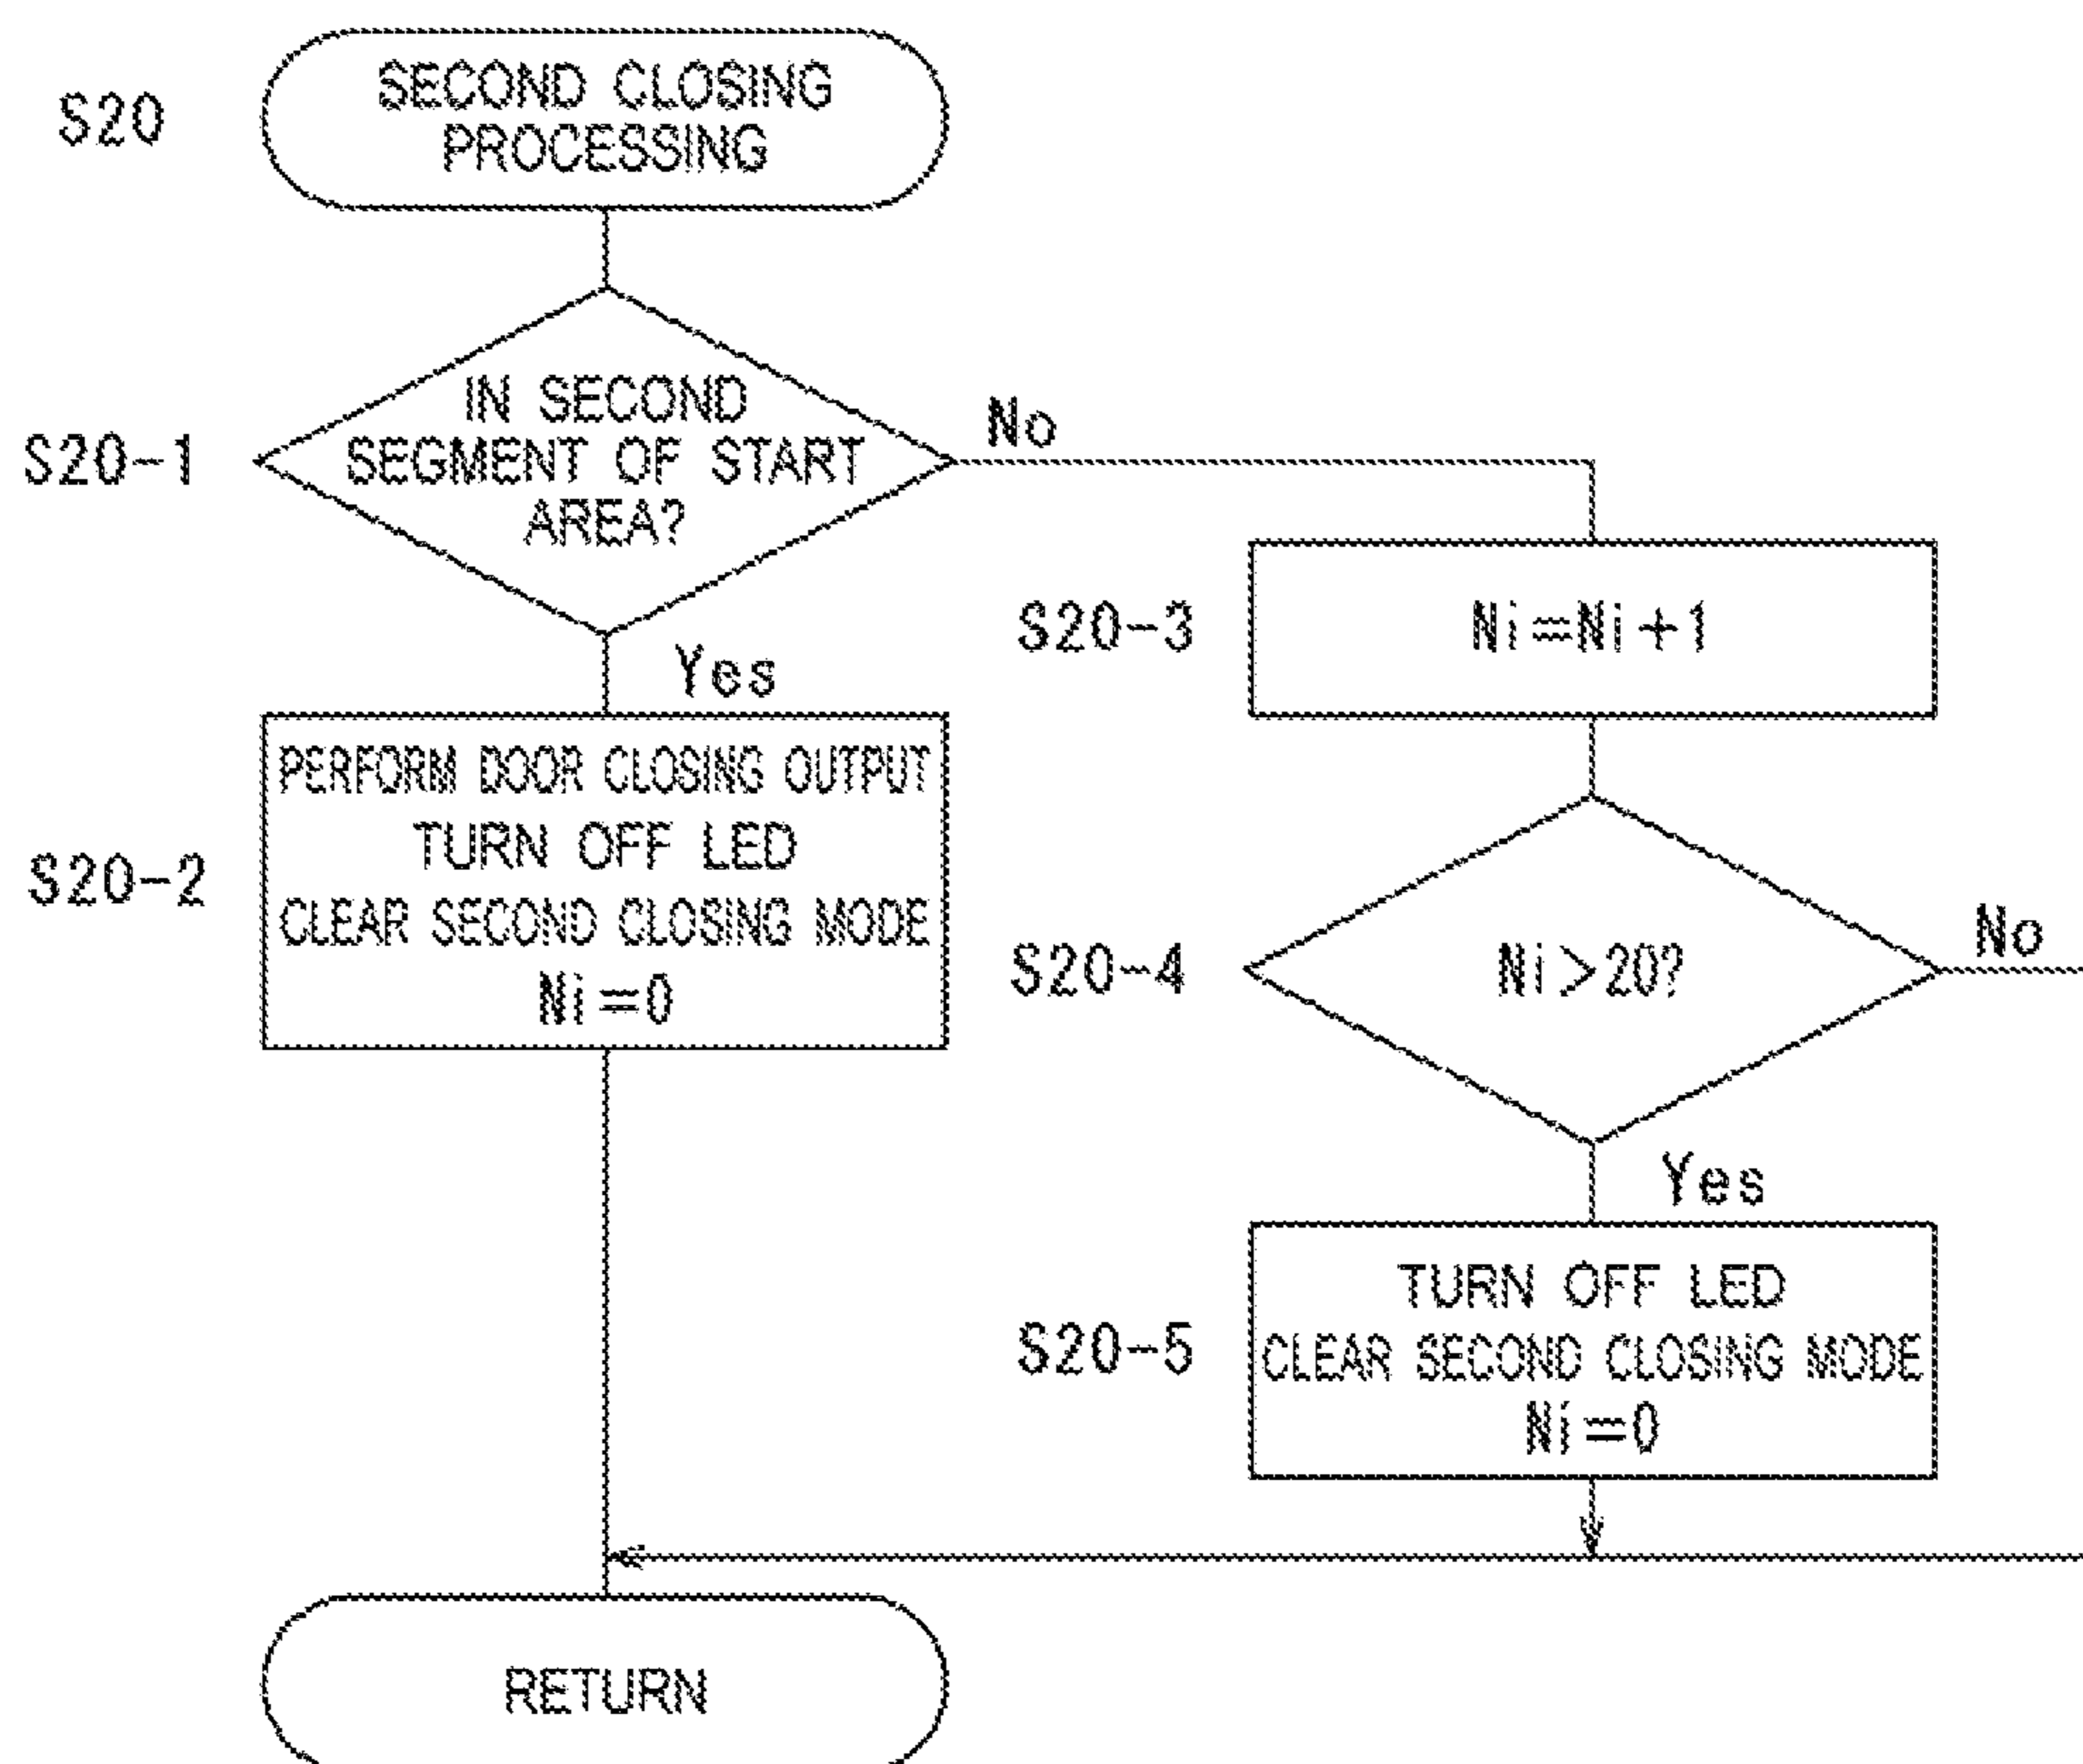 S20
SECOND CLOSING
PROCESSING
S20-1
IN SECOND
SEGMENT OF START
AREA?
No
Yes
S20-2
PERFORM DOOR CLOSING OUTPUT
TURN OFF LED
CLEAR SECOND CLOSING MODE
Ni=0
S20-3
Ni=Ni+1
S20-4
Ni>20?
No
Yes
S20-5
TURN OFF LED
CLEAR SECOND CLOSING MODE
Ni=0
RETURN